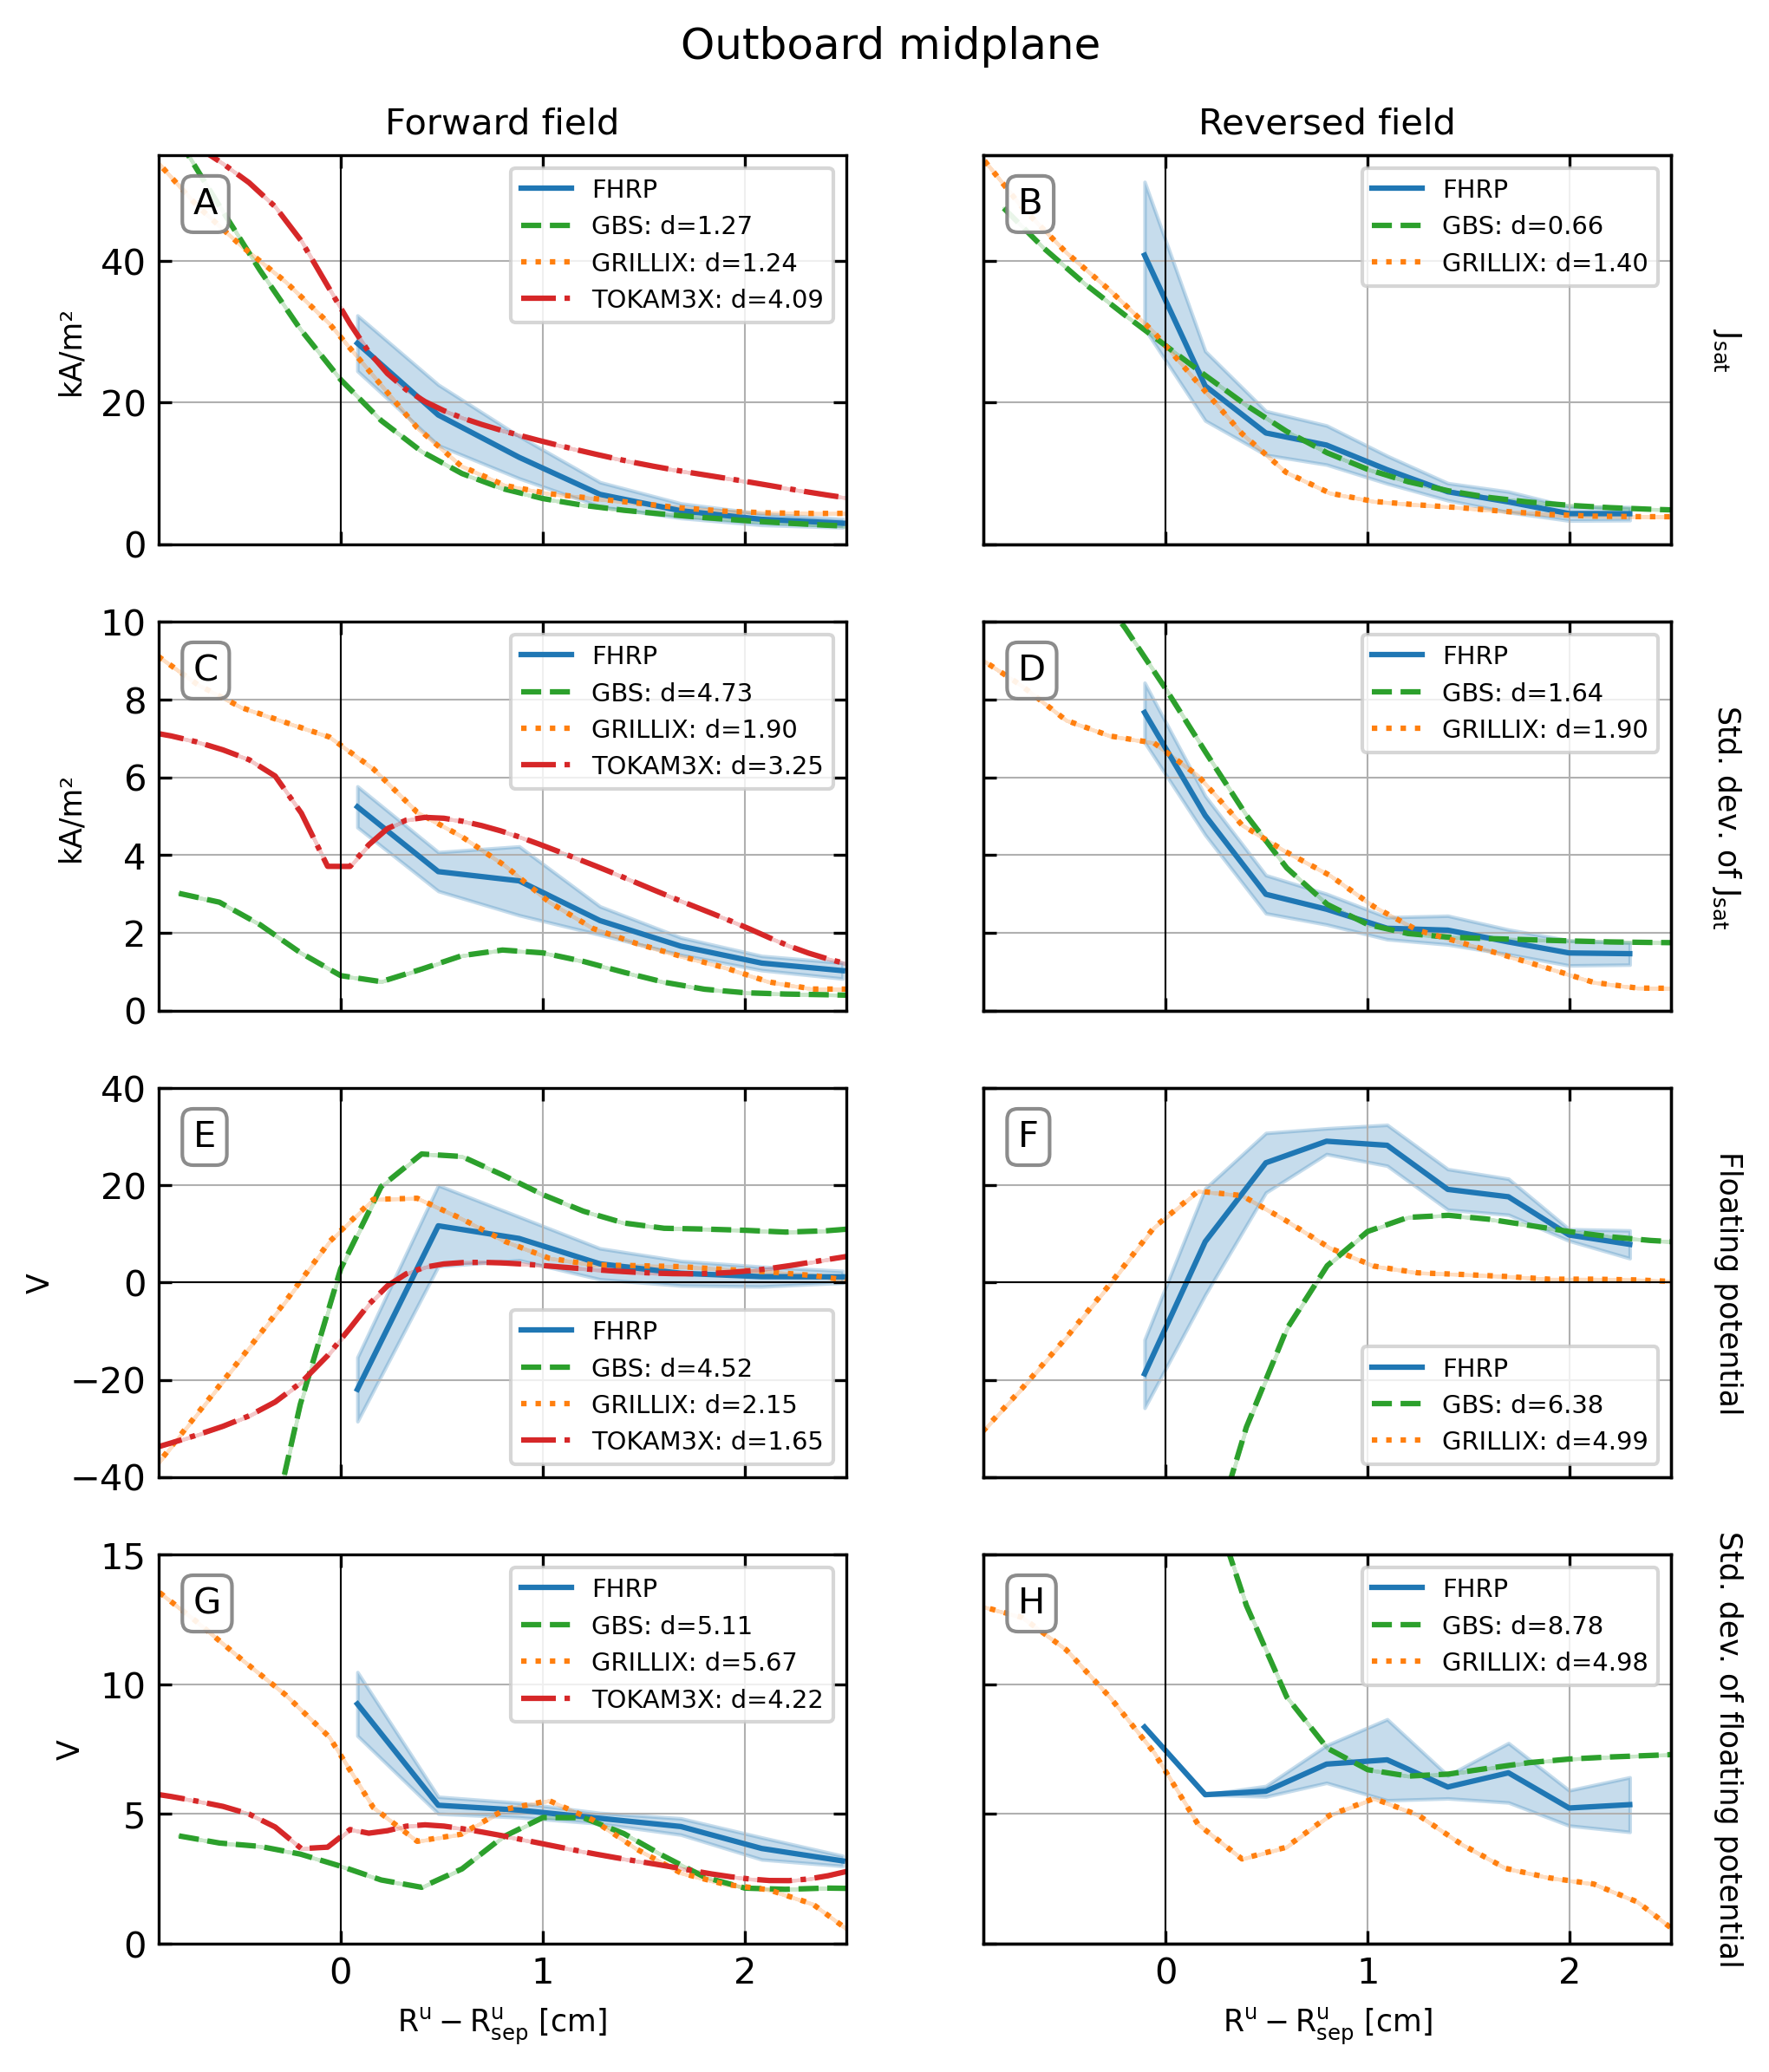 Outboard midplane
Forward field
Reversed field
A
FHRP
GBS: d=1.27
GRILLIX: d=1.24
TOKAM3X: d=4.09
40
20
0
kA/m²
B
FHRP
GBS: d=0.66
GRILLIX: d=1.40
Jsat
C
FHRP
GBS: d=4.73
GRILLIX: d=1.90
TOKAM3X: d=3.25
10
8
6
4
2
0
kA/m²
D
FHRP
GBS: d=1.64
GRILLIX: d=1.90
Std. dev. of Jsat
E
FHRP
GBS: d=4.52
GRILLIX: d=2.15
TOKAM3X: d=1.65
40
20
0
−20
−40
V
F
FHRP
GBS: d=6.38
GRILLIX: d=4.99
Floating potential
G
FHRP
GBS: d=5.11
GRILLIX: d=5.67
TOKAM3X: d=4.22
15
10
5
0
V
0 1 2
R^u − R^u_sep [cm]
H
FHRP
GBS: d=8.78
GRILLIX: d=4.98
Std. dev. of floating potential
0 1 2
R^u − R^u_sep [cm]